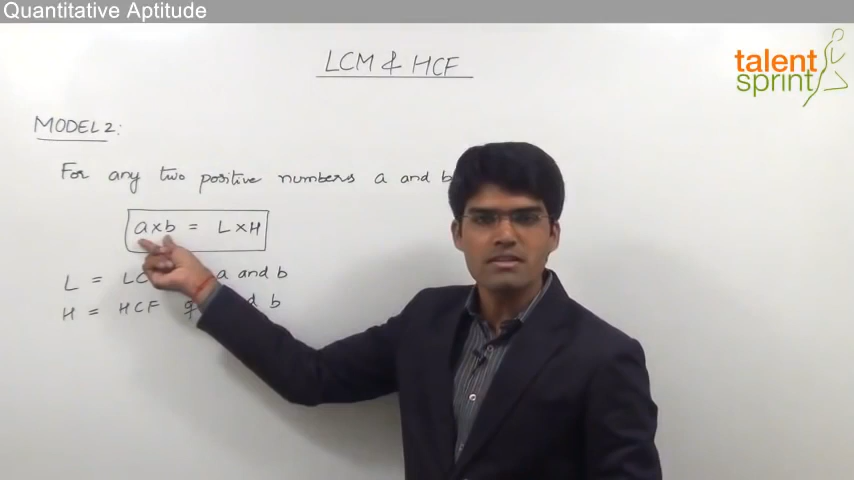 Quantitative Aptitude
LCM & HCF
talent
sprint
MODEL 2:
For any two positive numbers a and b
a×b = L×H
L = LC a and b
H = HCF b